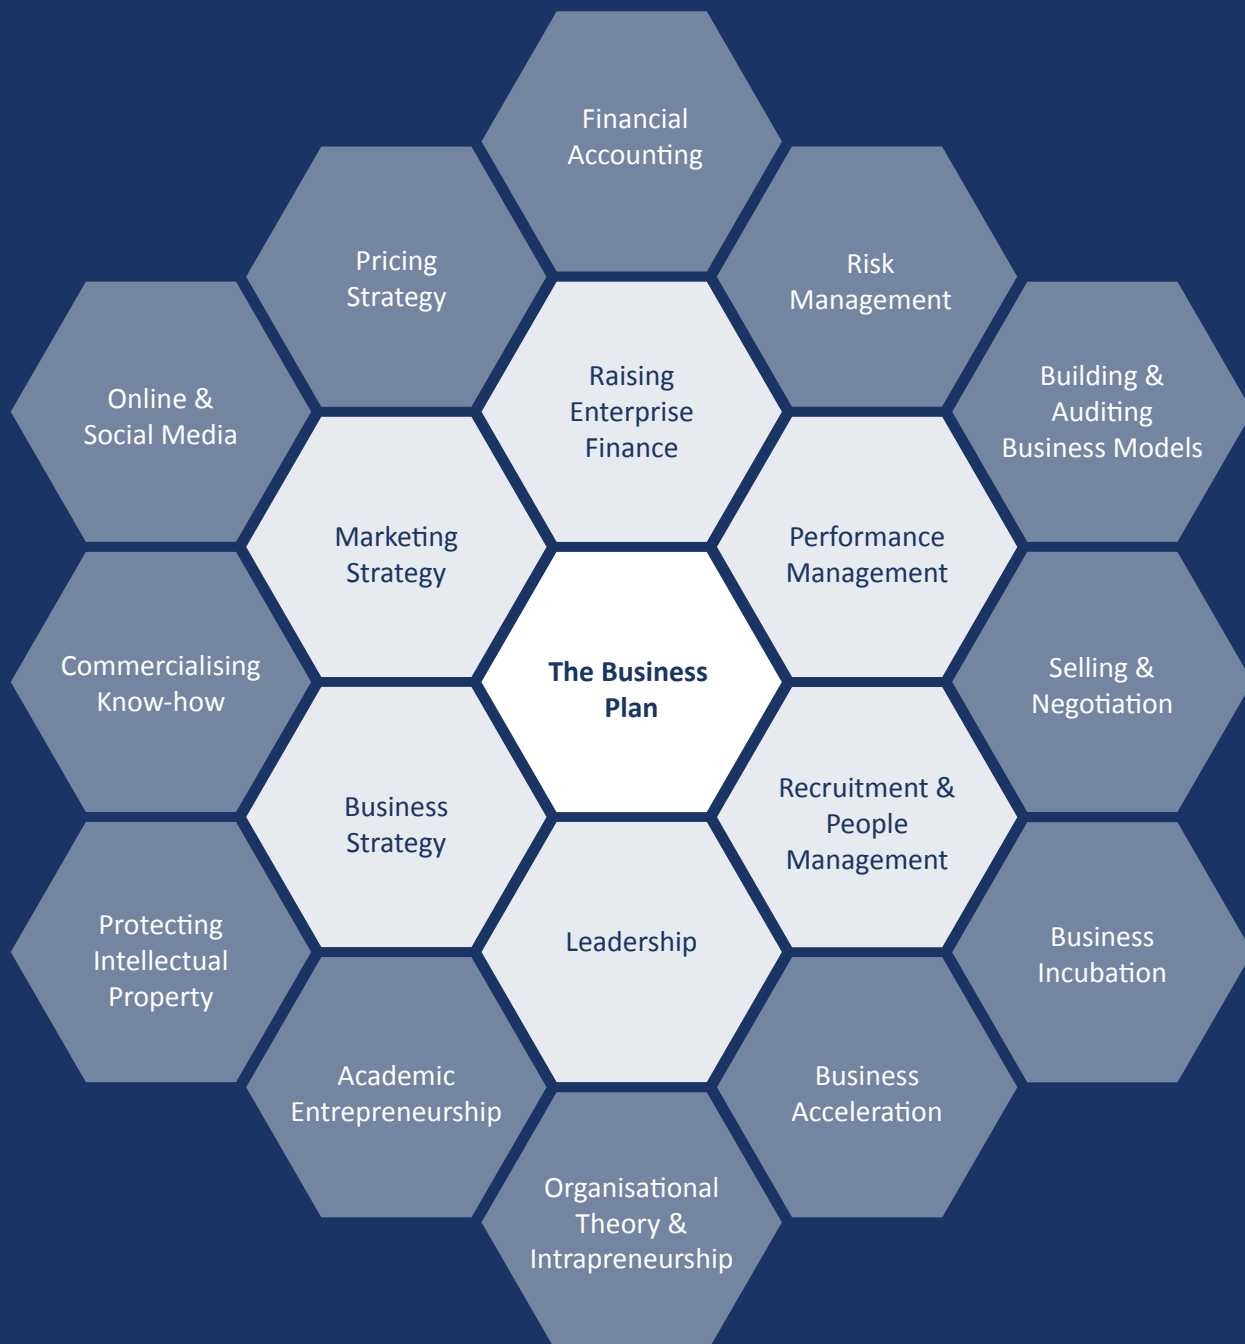 Financial
Accounting
Pricing
Strategy
Risk
Management
Online &
Social Media
Raising
Enterprise
Finance
Building &
Auditing
Business Models
Marketing
Strategy
Performance
Management
Commercialising
Know-how
The Business
Plan
Selling &
Negotiation
Business
Strategy
Recruitment &
People
Management
Protecting
Intellectual
Property
Leadership
Business
Incubation
Academic
Entrepreneurship
Business
Acceleration
Organisational
Theory &
Intrapreneurship